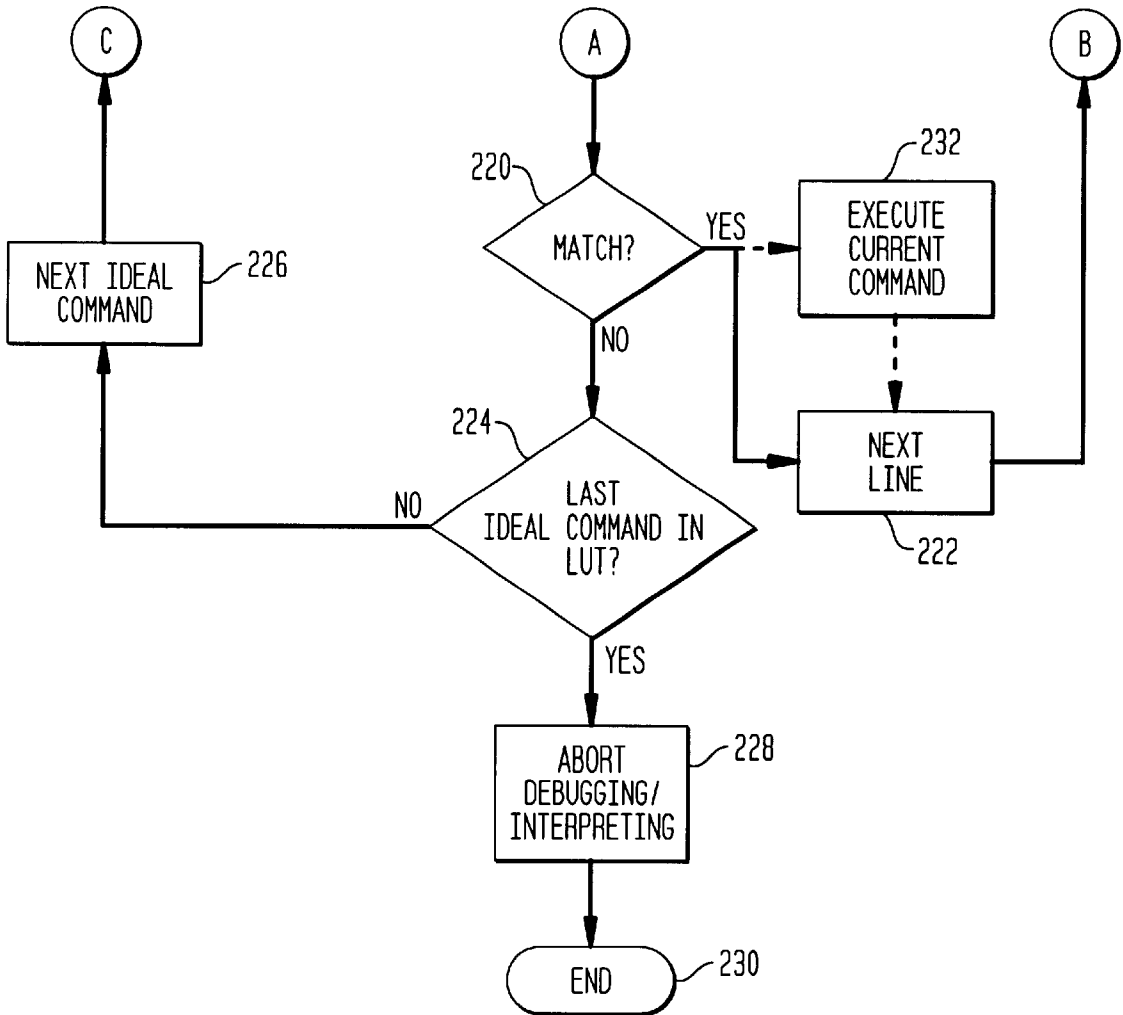 C
A
B
220
232
MATCH?
YES
EXECUTE
CURRENT
COMMAND
NEXT IDEAL
COMMAND
226
NO
224
NEXT
LINE
222
NO
LAST
IDEAL COMMAND IN
LUT?
YES
ABORT
DEBUGGING/
INTERPRETING
228
END
230